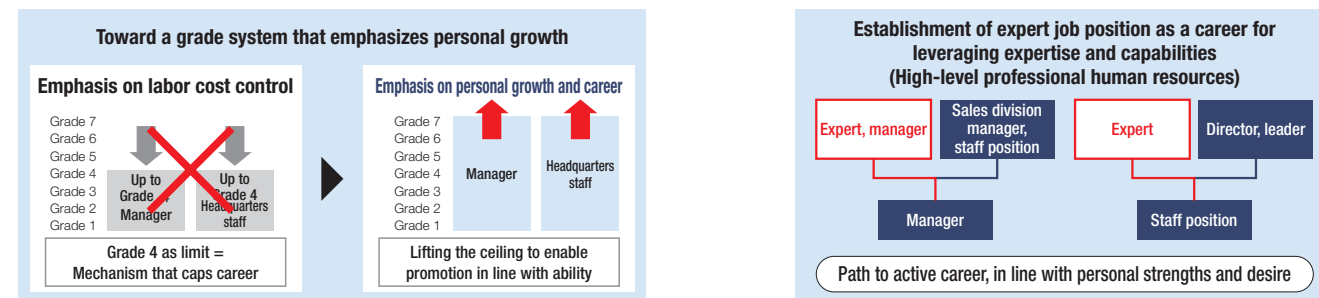 Toward a grade system that emphasizes personal growth
Emphasis on labor cost control
Grade 7
Grade 6
Grade 5
Grade 4
Grade 3
Grade 2
Grade 1
Up to
Grade 4
Manager
Up to
Grade 4
Headquarters
staff
Grade 4 as limit =
Mechanism that caps career
Emphasis on personal growth and career
Grade 7
Grade 6
Grade 5
Grade 4
Grade 3
Grade 2
Grade 1
Manager
Headquarters
staff
Lifting the ceiling to enable
promotion in line with ability
Establishment of expert job position as a career for
leveraging expertise and capabilities
(High-level professional human resources)
Expert, manager
Sales division
manager,
staff position
Manager
Expert
Director, leader
Staff position
Path to active career, in line with personal strengths and desire